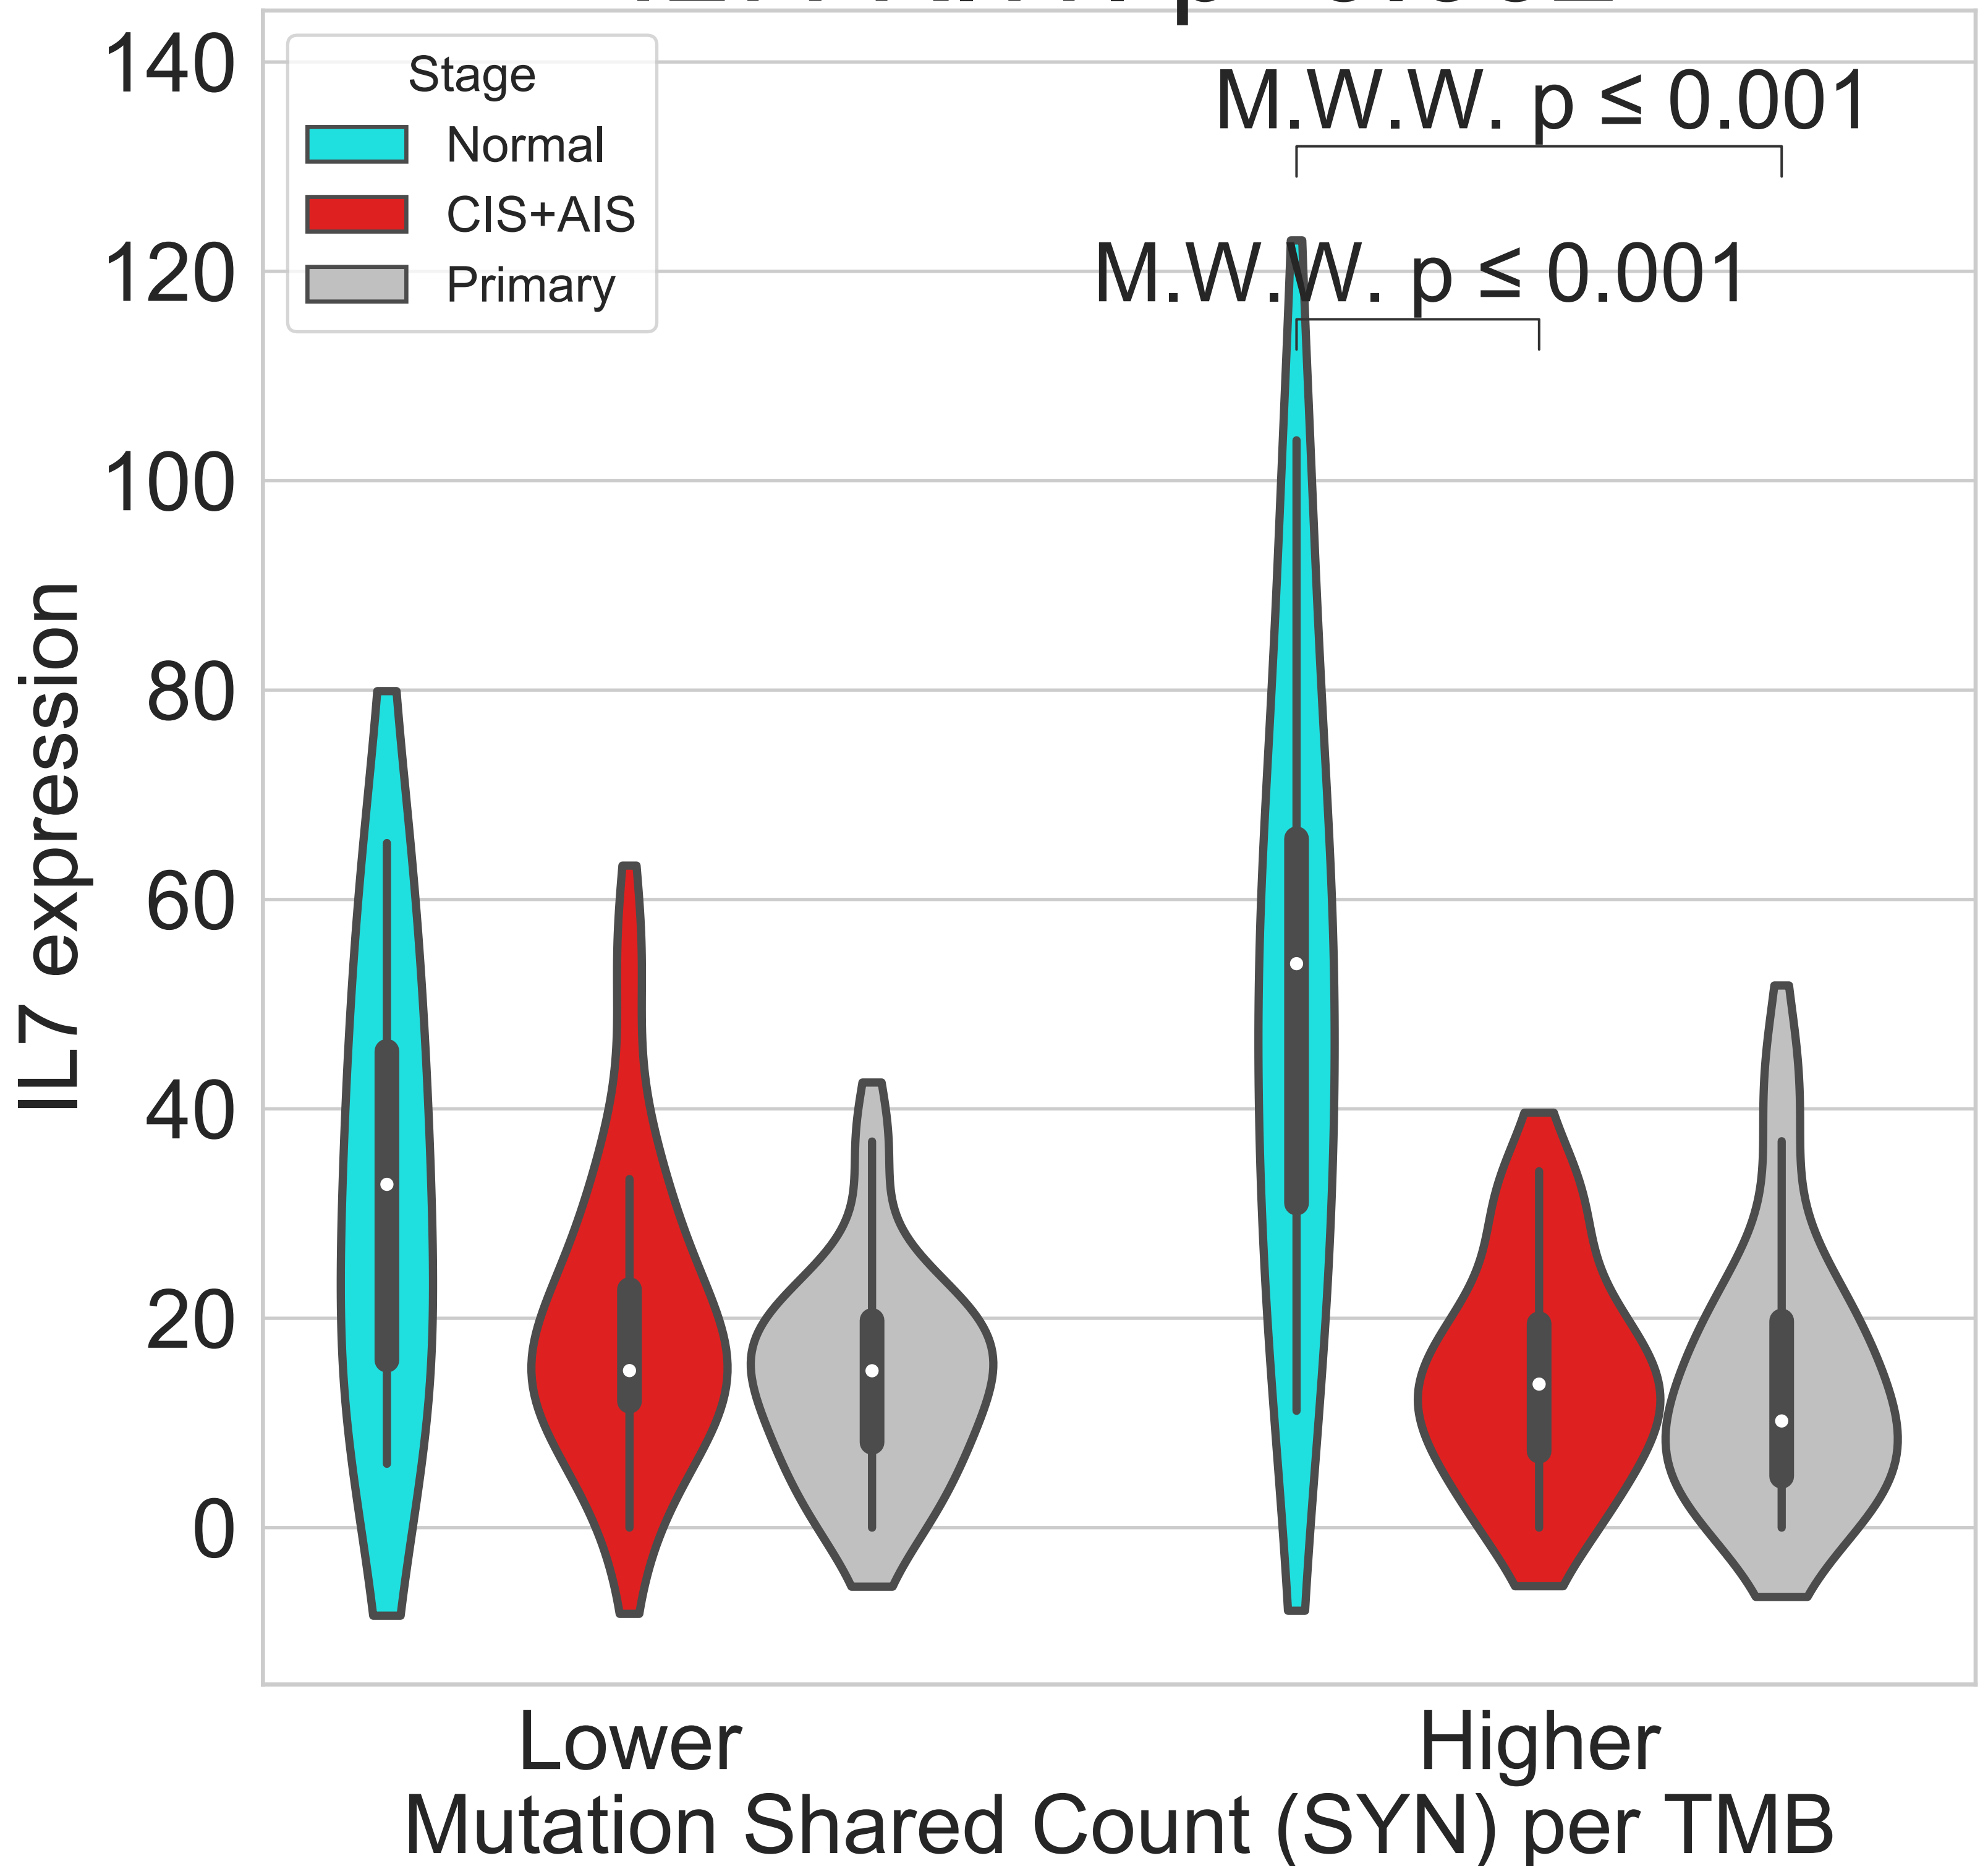 140
120
100
80
60
40
20
0
IL7 expression
Stage
Normal
CIS+AIS
Primary
M.W.W. p ≤ 0.001
M.W.W. p ≤ 0.001
Lower
Higher
Mutation Shared Count (SYN) per TMB